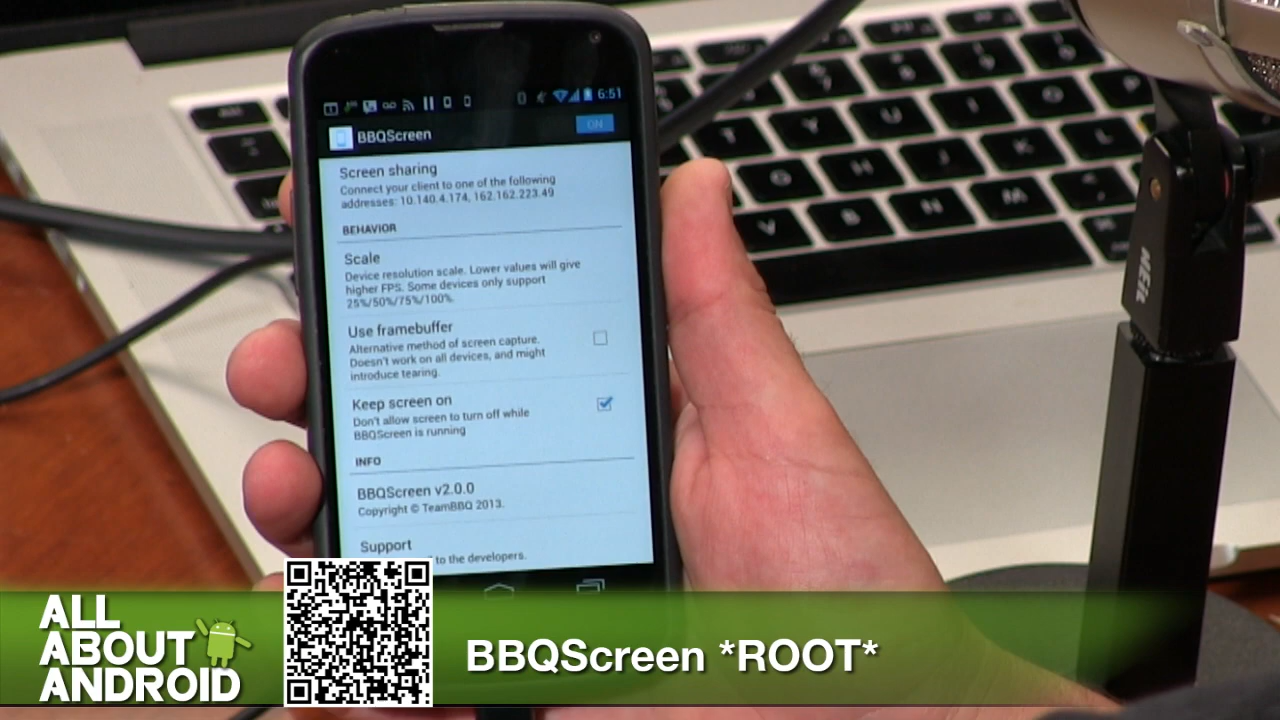 6:51
BBQScreen
ON
Screen sharing
Connect your client to one of the following
addresses: 10.140.4.174, 162.162.223.49
BEHAVIOR
Scale
Device resolution scale. Lower values will give
higher FPS. Some devices only support
25%/50%/75%/100%.
Use framebuffer
Alternative method of screen capture.
Doesn't work on all devices, and might
introduce tearing.
Keep screen on
Don't allow screen to turn off while
BBQScreen is running
INFO
BBQScreen v2.0.0
Copyright © TeamBBQ 2013.
Support
to the developers.
T Y U I O P
G H J K L
V B N M
HEIL
ALL
ABOUT
ANDROID
BBQScreen *ROOT*